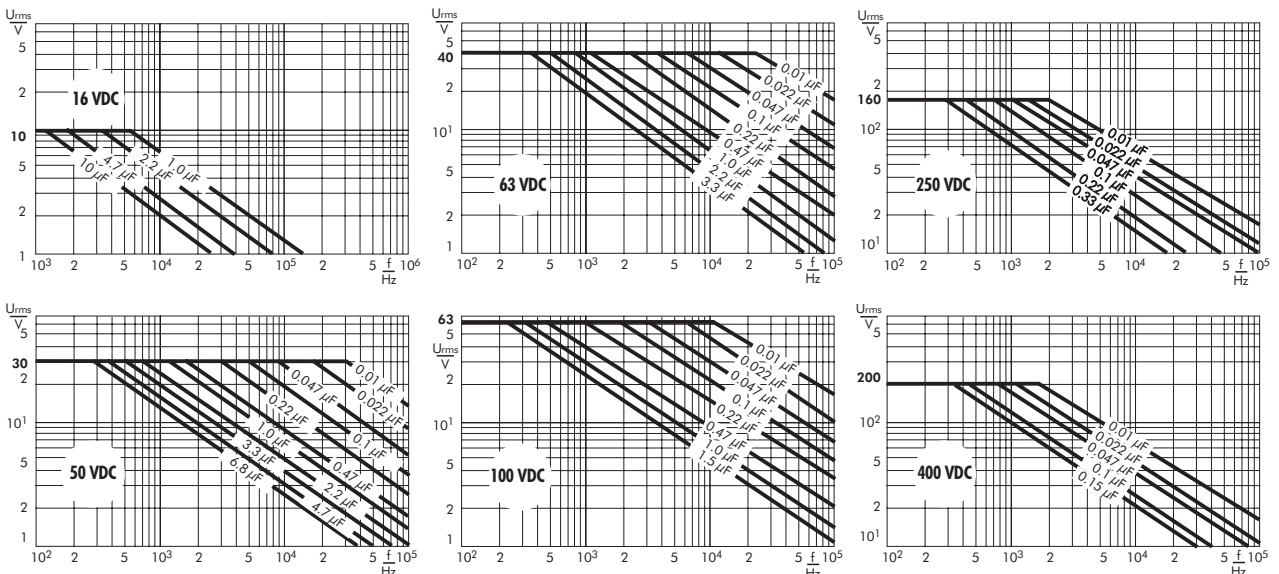 Urms
V
5
2
16 VDC
10
5
2
1
10 µF
4.7 µF
2.2 µF
1.0 µF
10³ 2 5 10⁴ 2 5 10⁵ 2 5 f/Hz 10⁶
Urms
V
5
40
2
10¹
5
2
1
63 VDC
0.01 µF
0.022 µF
0.047 µF
0.1 µF
0.22 µF
0.47 µF
1.0 µF
2.2 µF
3.3 µF
10² 2 5 10³ 2 5 10⁴ 2 5 f/Hz 10⁵
Urms
V
5
2
160
10²
5
2
10¹
250 VDC
0.01 µF
0.022 µF
0.047 µF
0.1 µF
0.22 µF
0.33 µF
10² 2 5 10³ 2 5 10⁴ 2 5 f/Hz 10⁵
Urms
V
5
30
2
10¹
5
2
1
50 VDC
0.01 µF
0.022 µF
0.047 µF
0.1 µF
0.22 µF
0.47 µF
1.0 µF
2.2 µF
3.3 µF
4.7 µF
6.8 µF
10² 2 5 10³ 2 5 10⁴ 2 5 f/Hz 10⁵
63
5
Urms
V
2
10¹
5
2
1
100 VDC
0.01 µF
0.022 µF
0.047 µF
0.1 µF
0.22 µF
0.47 µF
1.0 µF
1.5 µF
10² 2 5 10³ 2 5 10⁴ 2 5 f/Hz 10⁵
Urms
V
5
200
10²
5
2
10¹
400 VDC
0.01 µF
0.022 µF
0.047 µF
0.1 µF
0.15 µF
10² 2 5 10³ 2 5 10⁴ 2 5 f/Hz 10⁵